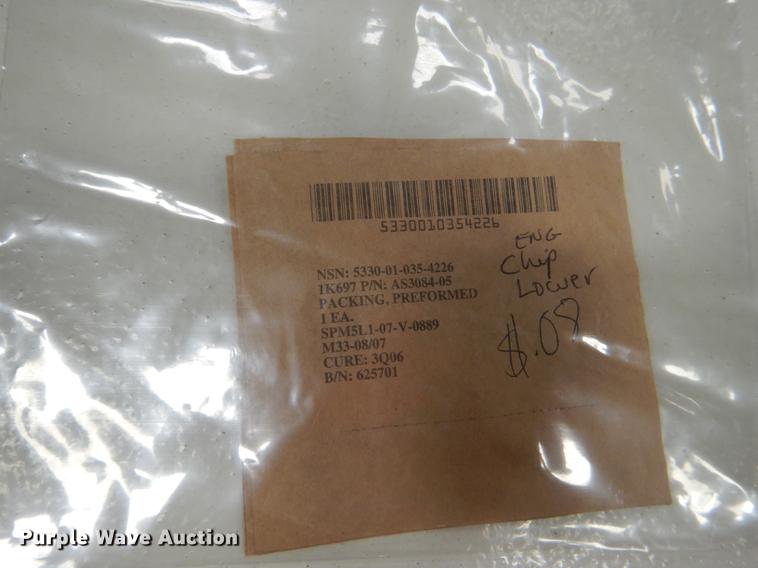 5330010354226
ENG
Chip
Lower
$.08
NSN: 5330-01-035-4226
1K697 P/N: AS3084-05
PACKING, PREFORMED
1 EA.
SPM5L1-07-V-0889
M33-08/07
CURE: 3Q06
B/N: 625701
Purple Wave Auction